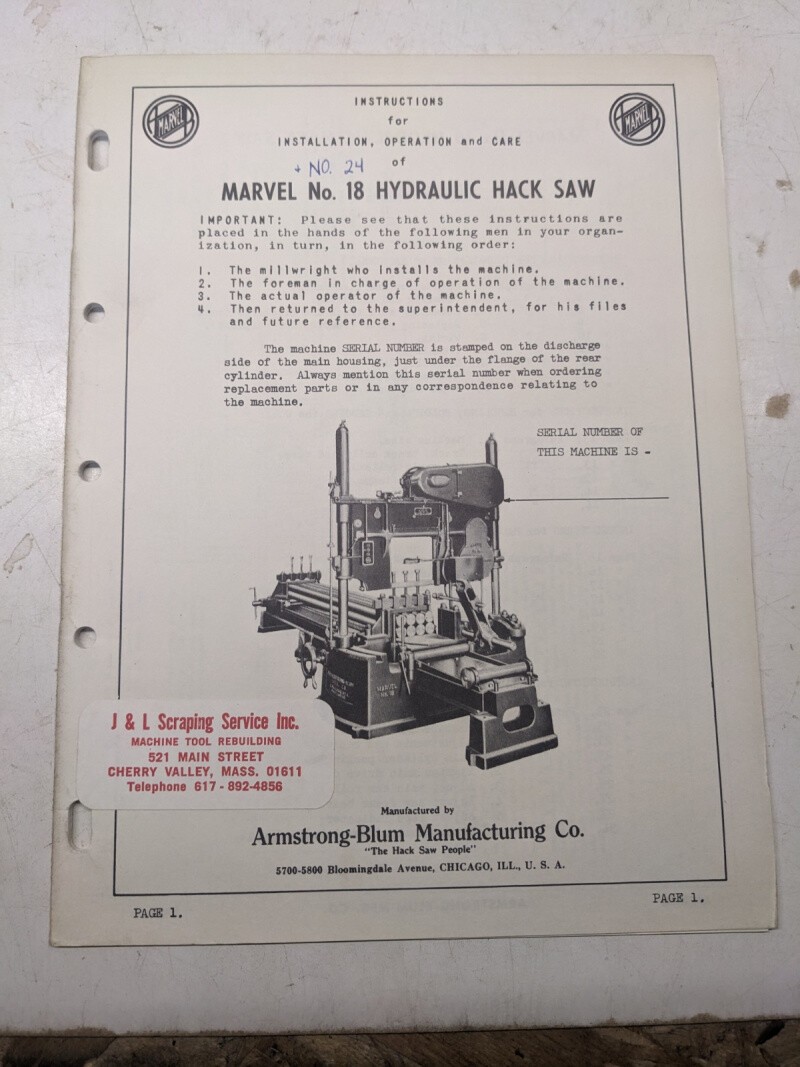 MARVEL
MARVEL
INSTRUCTIONS
for
INSTALLATION, OPERATION and CARE
of
+ NO. 24
MARVEL No. 18 HYDRAULIC HACK SAW
IMPORTANT: Please see that these instructions are
placed in the hands of the following men in your organ-
ization, in turn, in the following order:
1. The millwright who installs the machine.
2. The foreman in charge of operation of the machine.
3. The actual operator of the machine.
4. Then returned to the superintendent, for his files
and future reference.
The machine SERIAL NUMBER is stamped on the discharge
side of the main housing, just under the flange of the rear
cylinder. Always mention this serial number when ordering
replacement parts or in any correspondence relating to
the machine.
SERIAL NUMBER OF
THIS MACHINE IS -
MARVEL
No. 18
J & L Scraping Service Inc.
MACHINE TOOL REBUILDING
521 MAIN STREET
CHERRY VALLEY, MASS. 01611
Telephone 617 - 892-4856
Manufactured by
Armstrong-Blum Manufacturing Co.
"The Hack Saw People"
5700-5800 Bloomingdale Avenue, CHICAGO, ILL., U. S. A.
PAGE 1.
PAGE 1.